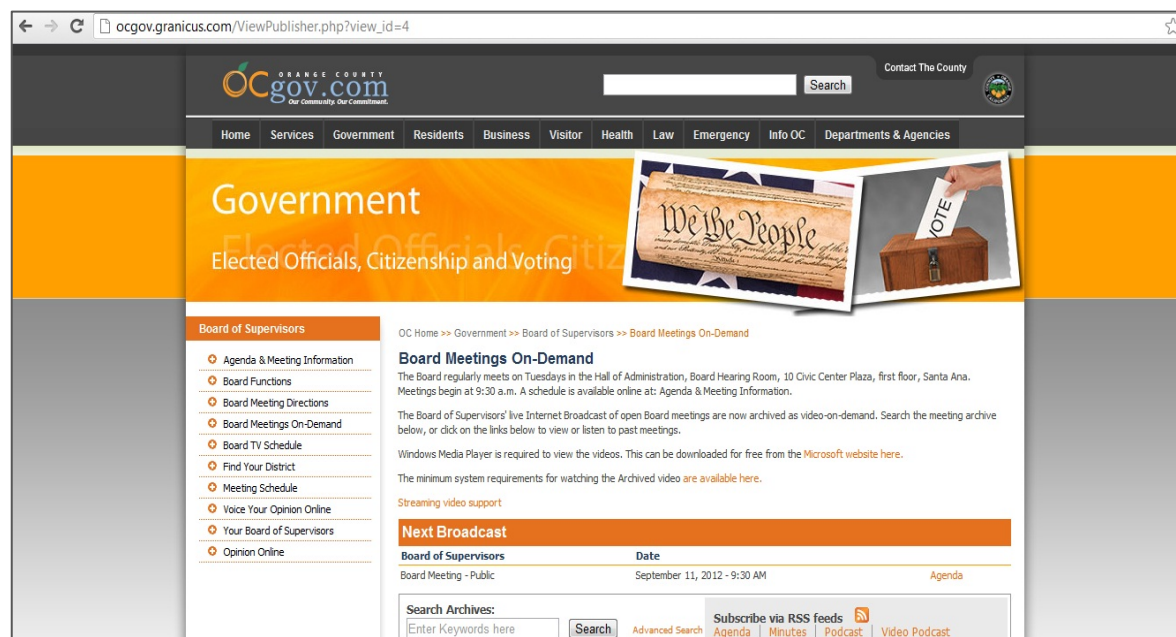 ocgov.granicus.com/ViewPublisher.php?view_id=4
Contact The County
ORANGE COUNTY
OCgov.com
Our Community. Our Commitment.
Search
Home Services Government Residents Business Visitor Health Law Emergency Info OC Departments & Agencies
Government
Elected Officials, Citizenship and Voting
We the People
VOTE
Board of Supervisors
Agenda & Meeting Information
Board Functions
Board Meeting Directions
Board Meetings On-Demand
Board TV Schedule
Find Your District
Meeting Schedule
Voice Your Opinion Online
Your Board of Supervisors
Opinion Online
OC Home >> Government >> Board of Supervisors >> Board Meetings On-Demand
Board Meetings On-Demand
The Board regularly meets on Tuesdays in the Hall of Administration, Board Hearing Room, 10 Civic Center Plaza, first floor, Santa Ana.
Meetings begin at 9:30 a.m. A schedule is available online at: Agenda & Meeting Information.
The Board of Supervisors' live Internet Broadcast of open Board meetings are now archived as video-on-demand. Search the meeting archive
below, or click on the links below to view or listen to past meetings.
Windows Media Player is required to view the videos. This can be downloaded for free from the Microsoft website here.
The minimum system requirements for watching the Archived video are available here.
Streaming video support
Next Broadcast
Board of Supervisors Date
Board Meeting - Public September 11, 2012 - 9:30 AM Agenda
Search Archives:
Enter Keywords here Search Advanced Search
Subscribe via RSS feeds
Agenda | Minutes | Podcast | Video Podcast